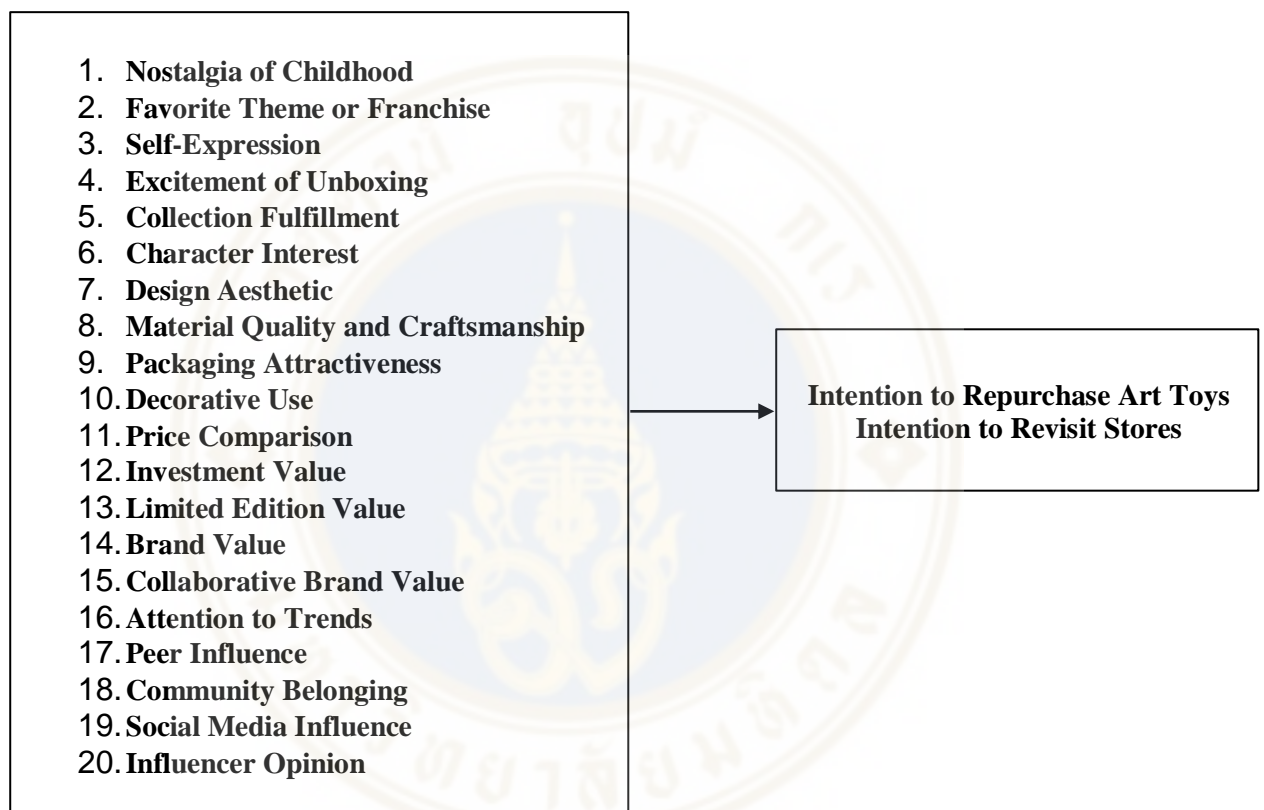 1. Nostalgia of Childhood
2. Favorite Theme or Franchise
3. Self-Expression
4. Excitement of Unboxing
5. Collection Fulfillment
6. Character Interest
7. Design Aesthetic
8. Material Quality and Craftsmanship
9. Packaging Attractiveness
10. Decorative Use
11. Price Comparison
12. Investment Value
13. Limited Edition Value
14. Brand Value
15. Collaborative Brand Value
16. Attention to Trends
17. Peer Influence
18. Community Belonging
19. Social Media Influence
20. Influencer Opinion
Intention to Repurchase Art Toys
Intention to Revisit Stores